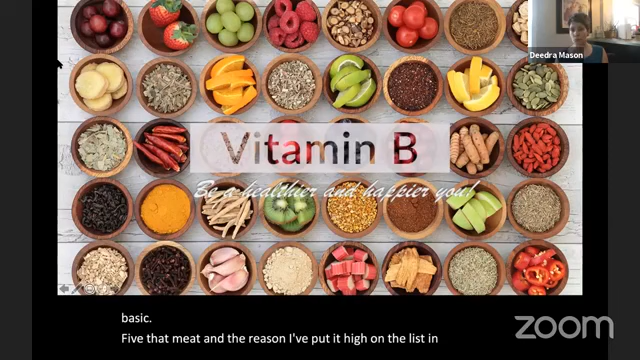 Deedra Mason
Vitamin B
Be a healthier and happier you!
basic.
Five that meat and the reason I've put it high on the list in
zoom